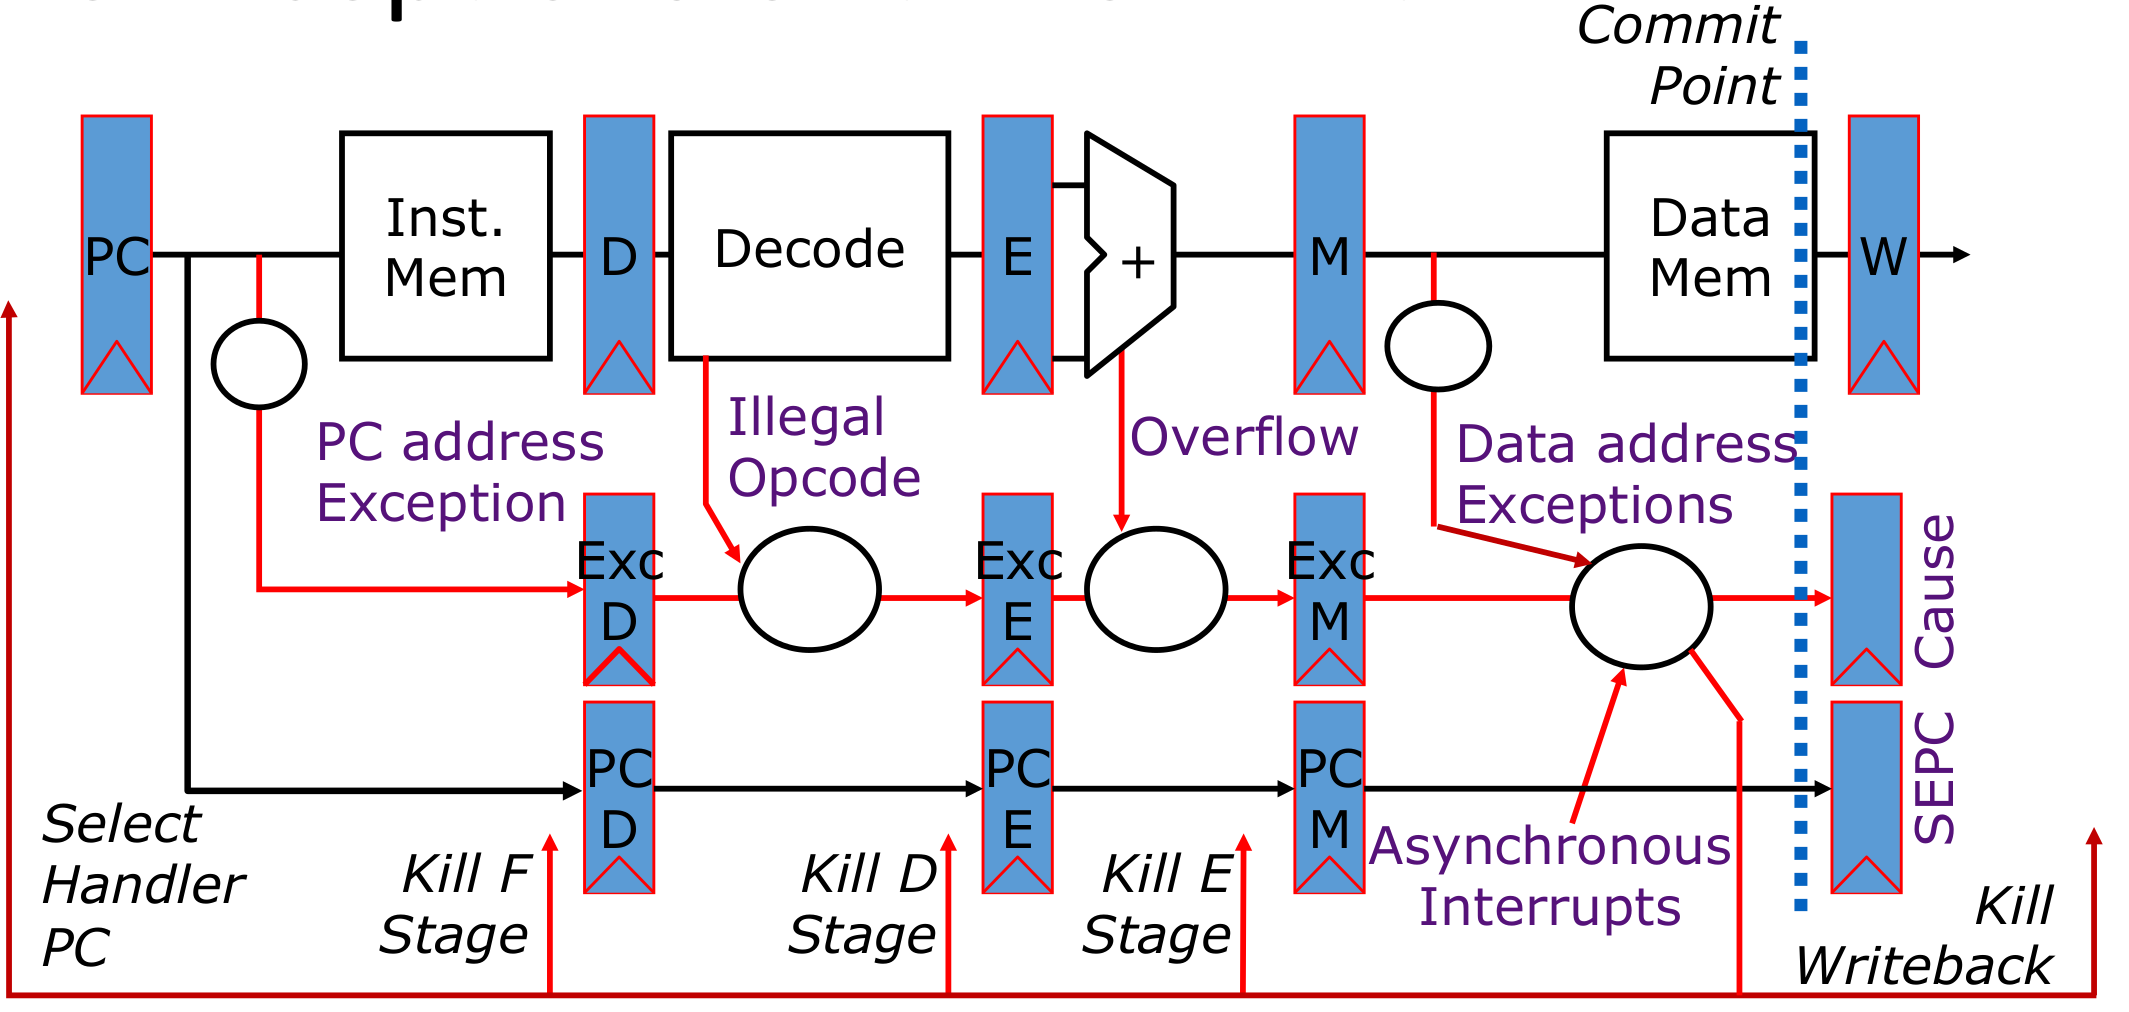 Commit
Point
PC
Inst.
Mem
D
Decode
E
+
M
Data
Mem
W
PC address
Exception
Illegal
Opcode
Overflow
Data address
Exceptions
Exc
D
Exc
E
Exc
M
Cause
PC
D
PC
E
PC
M
SEPC
Select
Handler
PC
Kill F
Stage
Kill D
Stage
Kill E
Stage
Asynchronous
Interrupts
Kill
Writeback